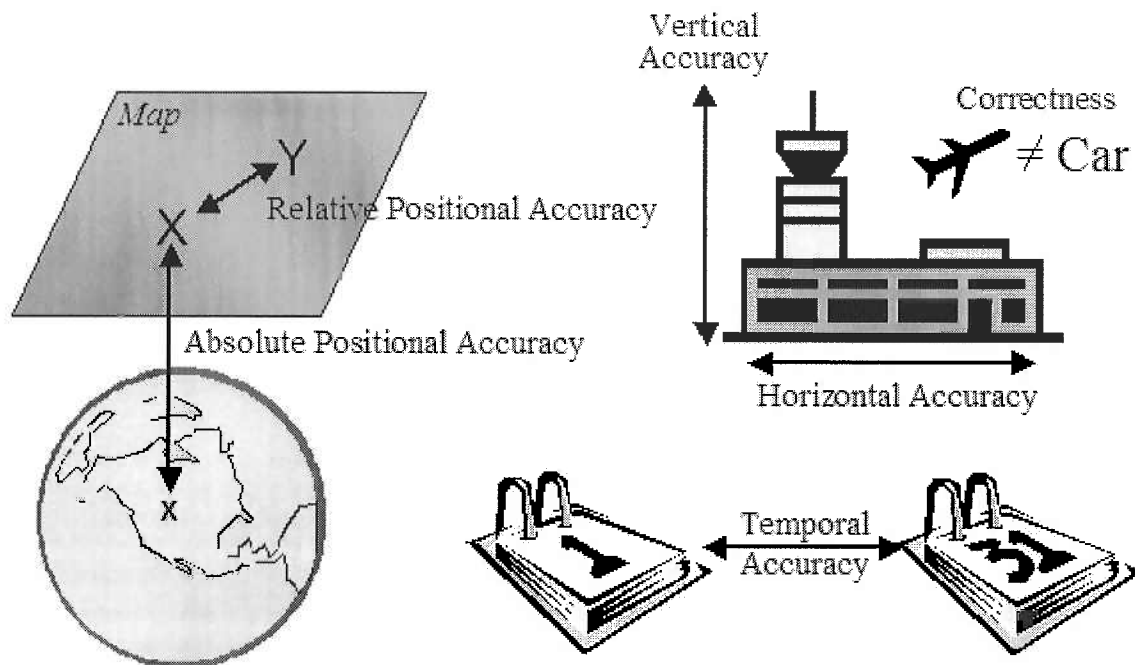 Map
Y
X
Relative Positional Accuracy
Absolute Positional Accuracy
x
Vertical
Accuracy
Correctness
≠ Car
Horizontal Accuracy
1
Temporal
Accuracy
31